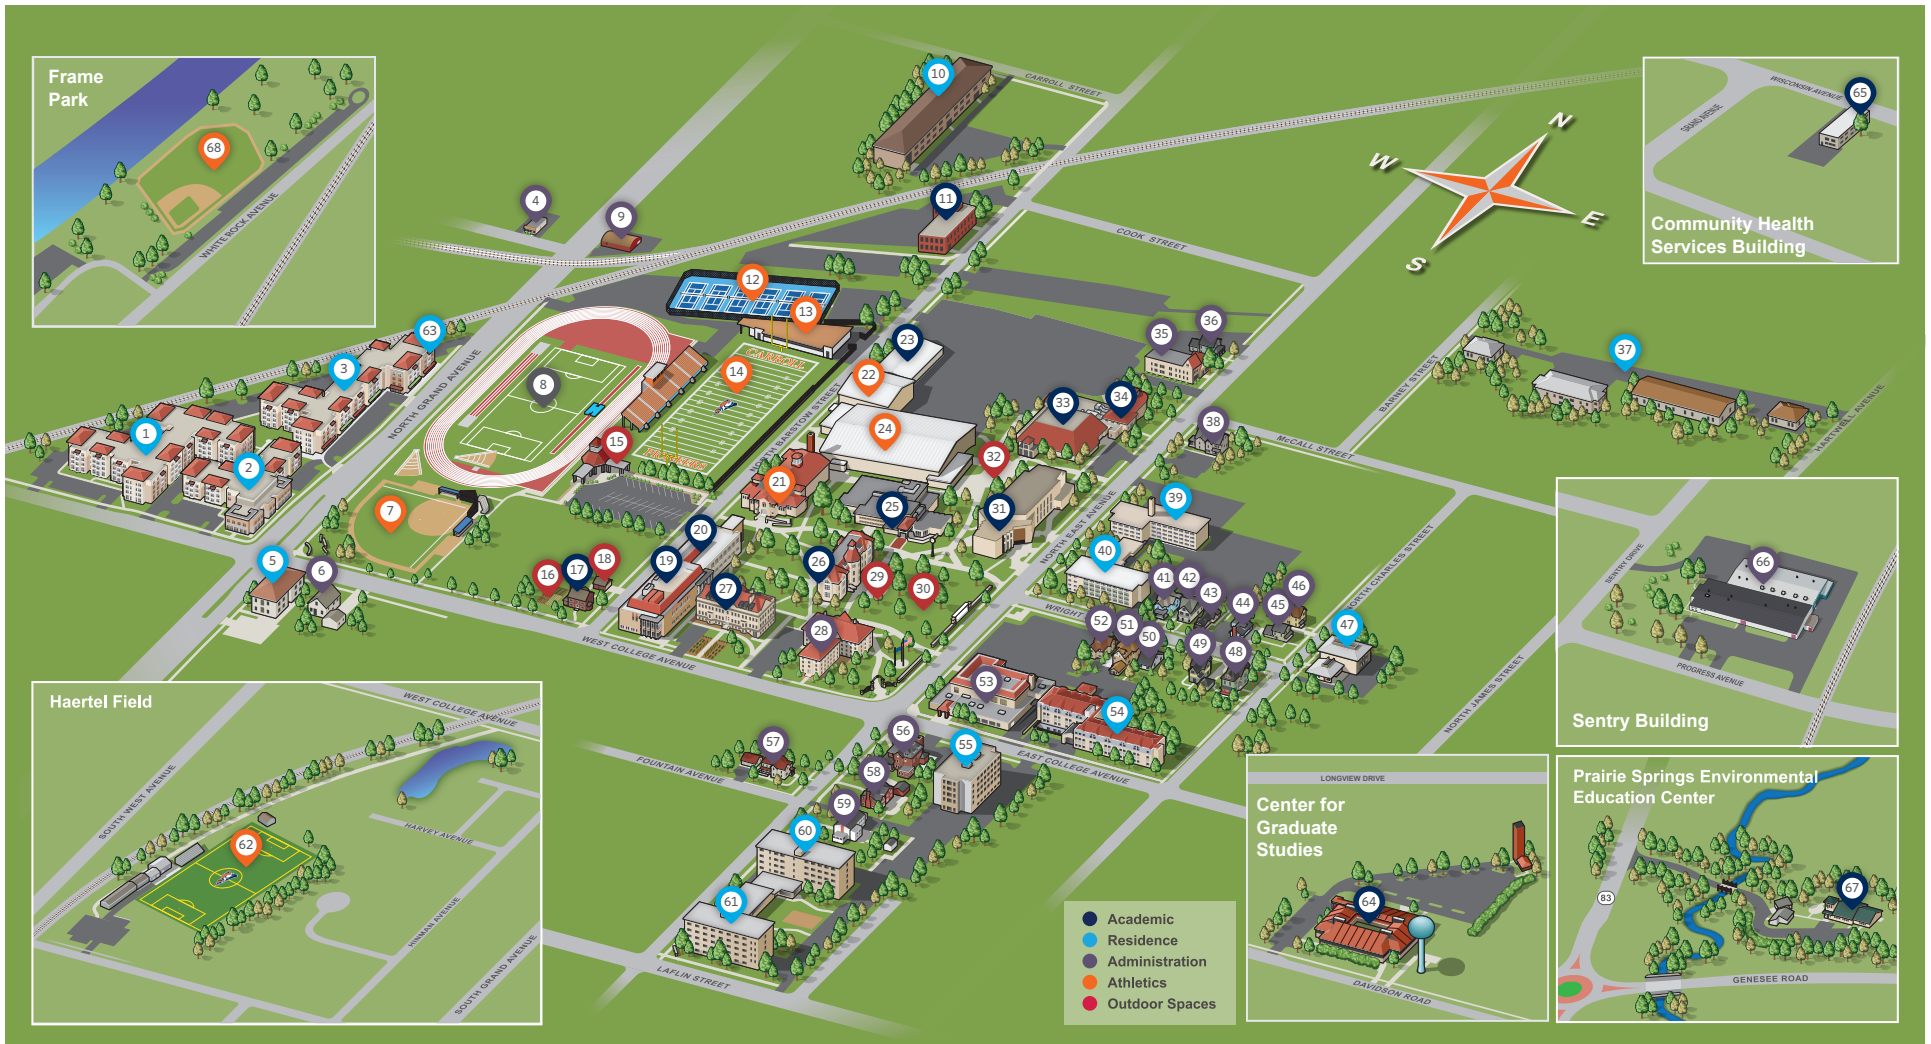 Frame
Park
68
WHITE ROCK AVENUE
10
CARROLL STREET
N
W
E
S
65
WISCONSIN AVENUE
GRAND AVENUE
Community Health
Services Building
4
9
11
COOK STREET
12
13
63
3
NORTH GRAND AVENUE
8
14
CARROLL
PIONEERS
23
22
24
NORTH BARSTOW STREET
35
36
37
BARNEY STREET
HARTWELL AVENUE
1
2
15
33
34
38
McCALL STREET
32
21
7
25
31
39
NORTH EAST AVENUE
20
40
5
6
16
17
18
19
27
26
29
30
28
41
42
43
44
45
46
WRIGHT
NORTH CHARLES STREET
47
52
51
50
49
48
WEST COLLEGE AVENUE
NORTH JAMES STREET
53
54
EAST COLLEGE AVENUE
57
56
55
58
59
60
61
FOUNTAIN AVENUE
LAFLIN STREET
66
SENTRY DRIVE
PROGRESS AVENUE
Sentry Building
Haertel Field
WEST COLLEGE AVENUE
SOUTH WEST AVENUE
HARVEY AVENUE
62
HINMAN AVENUE
SOUTH GRAND AVENUE
Academic
Residence
Administration
Athletics
Outdoor Spaces
LONGVIEW DRIVE
Center for
Graduate
Studies
64
DAVIDSON ROAD
Prairie Springs Environmental
Education Center
67
83
GENESEE ROAD